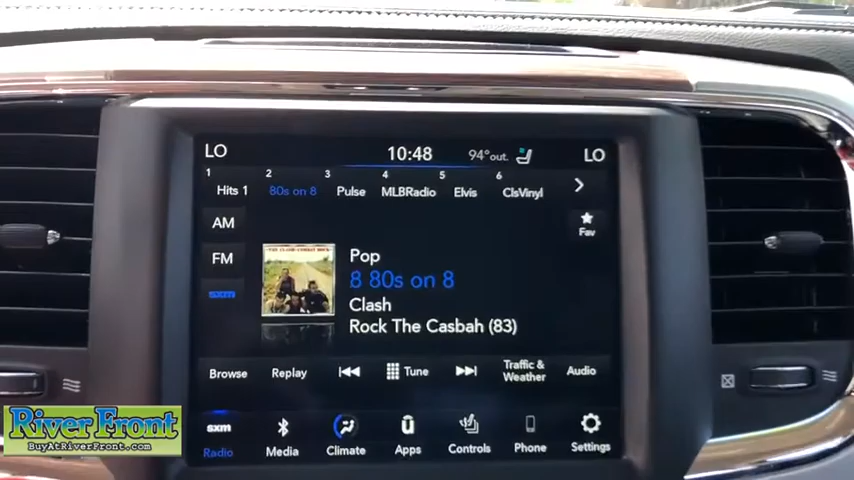 LO 10:48 94° out. LO
1 2 3 4 5 6
Hits 1 80s on 8 Pulse MLBRadio Elvis ClsVinyl
AM
Fav
FM
Pop
8 80s on 8
sxm
Clash
Rock The Casbah (83)
Browse Replay Tune Traffic & Weather Audio
sxm
Radio Media Climate Apps Controls Phone Settings
River Front
BuyAtRiverFront.com